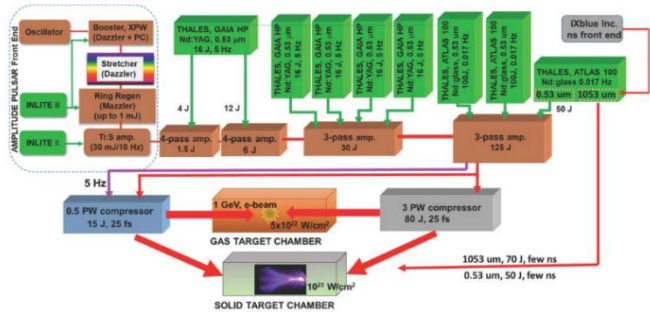 AMPLITUDE PULSAR Front End
Oscillator
Booster, XPW
(Dazzler + PC)
Stretcher
(Dazzler)
INLITE II
Ring Regen
(Mazzler)
(up to 1 mJ)
INLITE II
Ti:S amp.
(30 mJ/10 Hz)
THALES, GAIA HP
Nd:YAG, 0.53 µm
16 J, 5 Hz
4 J
12 J
THALES, GAIA HP
Nd:YAG, 0.53 µm
16 J, 5 Hz
THALES, GAIA HP
Nd:YAG, 0.53 µm
16 J, 5 Hz
THALES, GAIA HP
Nd:YAG, 0.53 µm
16 J, 5 Hz
THALES, GAIA HP
Nd:YAG, 0.53 µm
16 J, 5 Hz
THALES, ATLAS 100
Nd:glass, 0.53 um
100J, 0.017 Hz
THALES, ATLAS 100
Nd:glass, 0.53 um
100J, 0.017 Hz
iXblue Inc.
ns front end
THALES, ATLAS 100
Nd:glass 0.017 Hz
0.53 um
1053 um
50 J
4-pass amp.
1.5 J
4-pass amp.
6 J
3-pass amp.
30 J
3-pass amp.
125 J
5 Hz
0.5 PW compressor
15 J, 25 fs
1 GeV, e-beam
5x10²² W/cm²
GAS TARGET CHAMBER
3 PW compressor
80 J, 25 fs
1053 um, 70 J, few ns
0.53 um, 50 J, few ns
10²³ W/cm²
SOLID TARGET CHAMBER